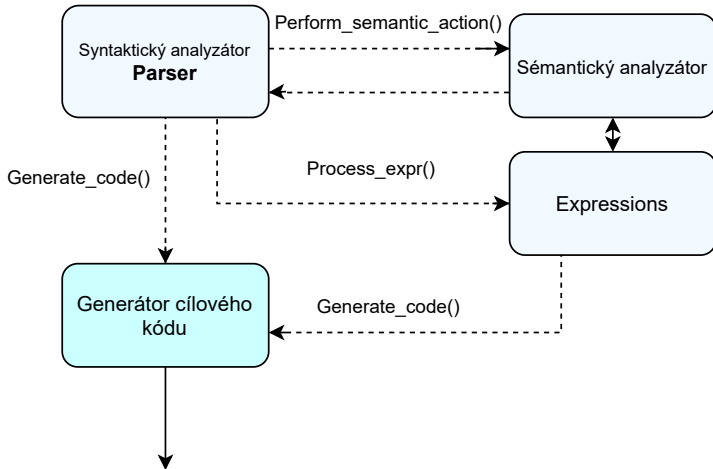 Perform_semantic_action()
Syntaktický analyzátor
Parser
Sémantický analyzátor
Generate_code()
Process_expr()
Expressions
Generátor cílového
kódu
Generate_code()